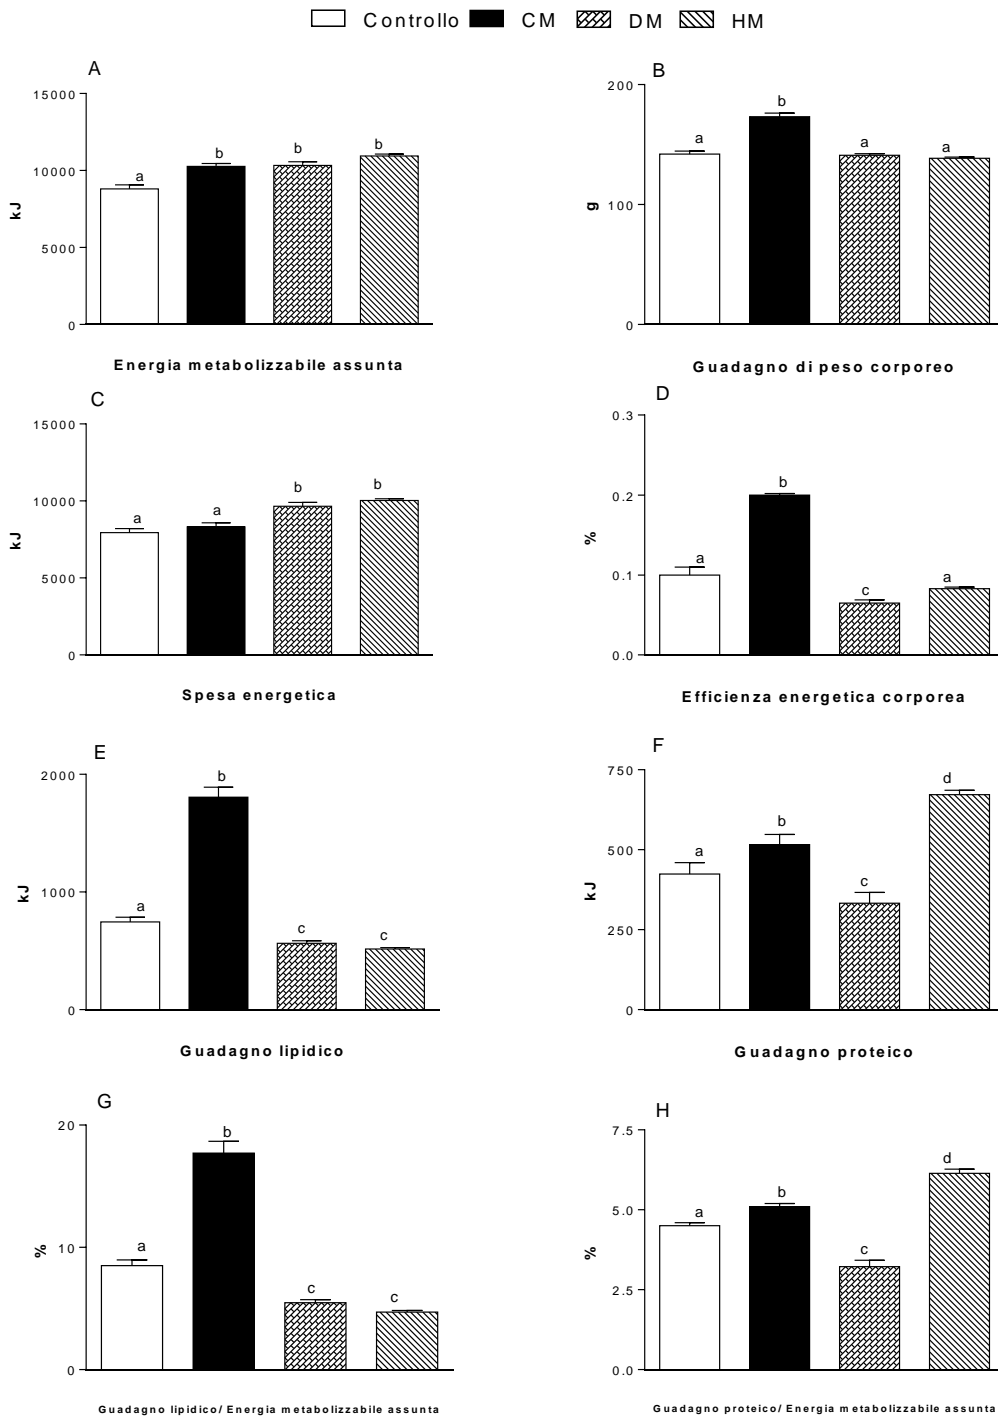 Controllo CM DM HM
A
15000
10000
5000
0
kJ
a b b b
Energia metabolizzabile assunta
B
200
100
0
g
a b a a
Guadagno di peso corporeo
C
15000
10000
5000
0
kJ
a a b b
Spesa energetica
D
0.3
0.2
0.1
0.0
%
a b c a
Efficienza energetica corporea
E
2000
1000
0
kJ
a b c c
Guadagno lipidico
F
750
500
250
0
kJ
a b c d
Guadagno proteico
G
20
10
0
%
a b c c
Guadagno lipidico/ Energia metabolizzabile assunta
H
7.5
5.0
2.5
0.0
%
a b c d
Guadagno proteico/ Energia metabolizzabile assunta